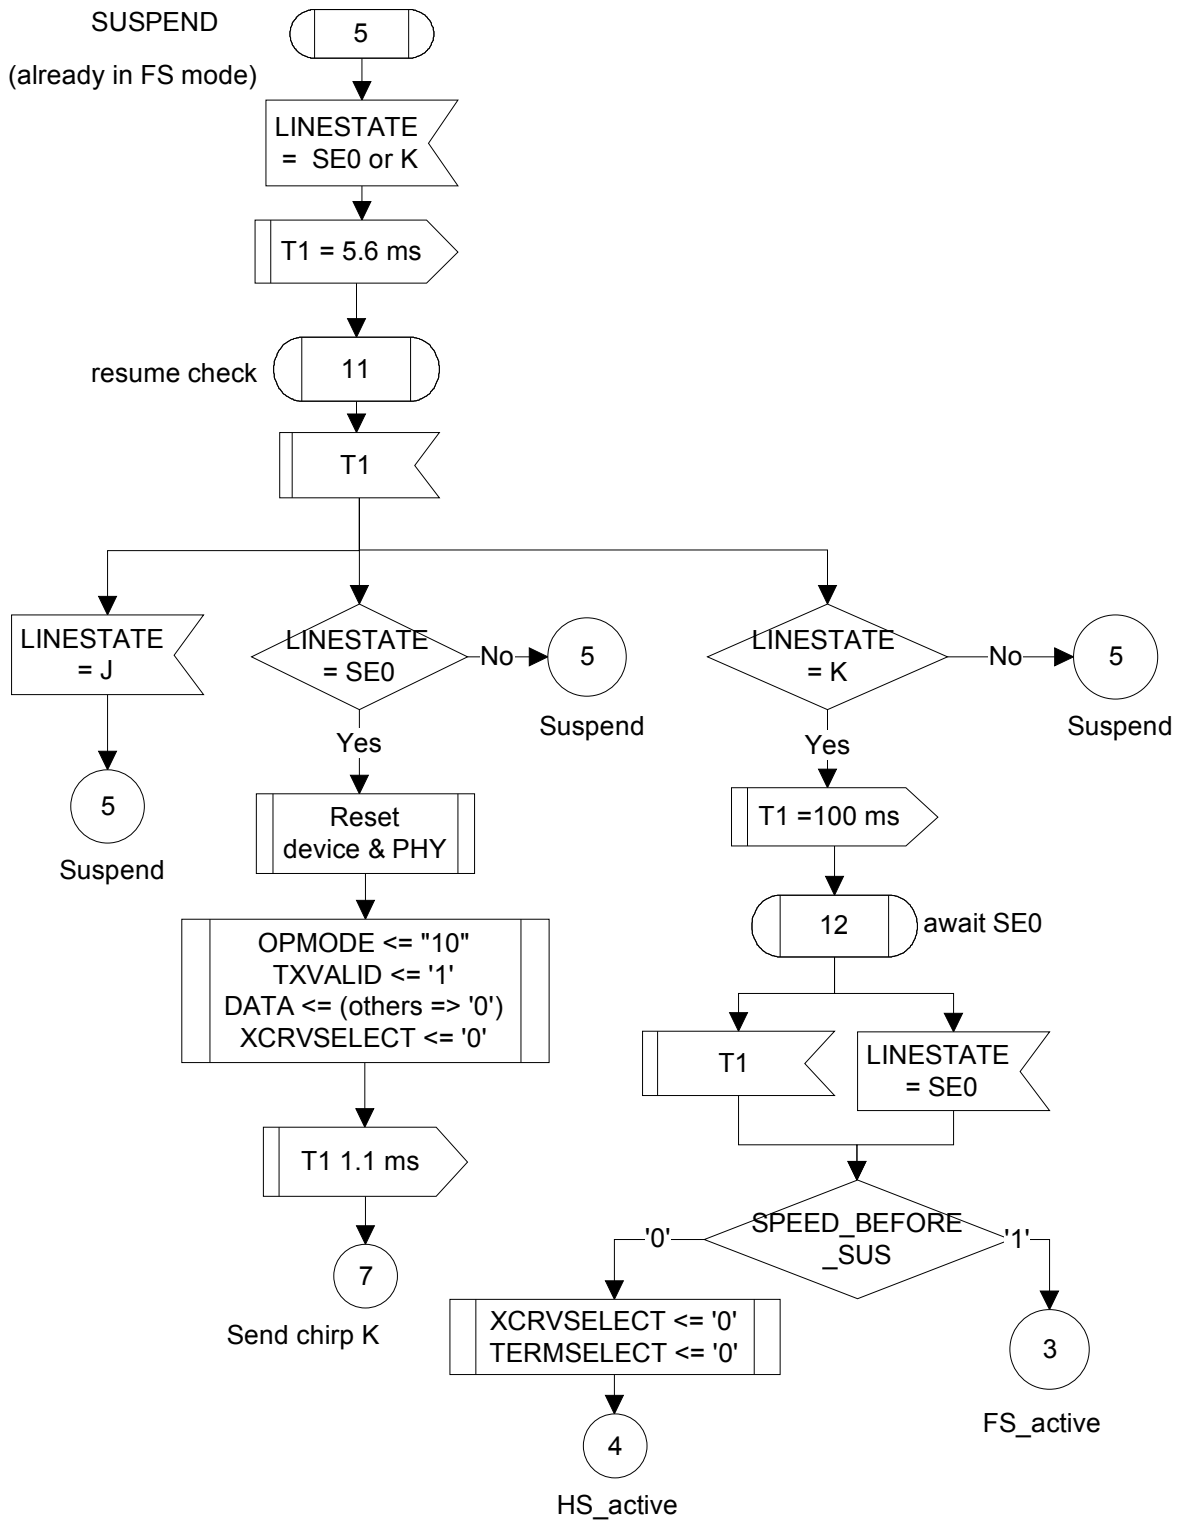 SUSPEND
5
(already in FS mode)
LINESTATE
= SE0 or K
T1 = 5.6 ms
resume check
11
T1
LINESTATE
= J
LINESTATE
= SE0
No
5
LINESTATE
= K
No
5
Suspend
Suspend
Yes
Yes
5
Suspend
Reset
device & PHY
T1 =100 ms
12
await SE0
OPMODE <= "10"
TXVALID <= '1'
DATA <= (others => '0')
XCRVSELECT <= '0'
T1
LINESTATE
= SE0
T1 1.1 ms
SPEED_BEFORE
_SUS
'0'
'1'
7
Send chirp K
XCRVSELECT <= '0'
TERMSELECT <= '0'
3
FS_active
4
HS_active